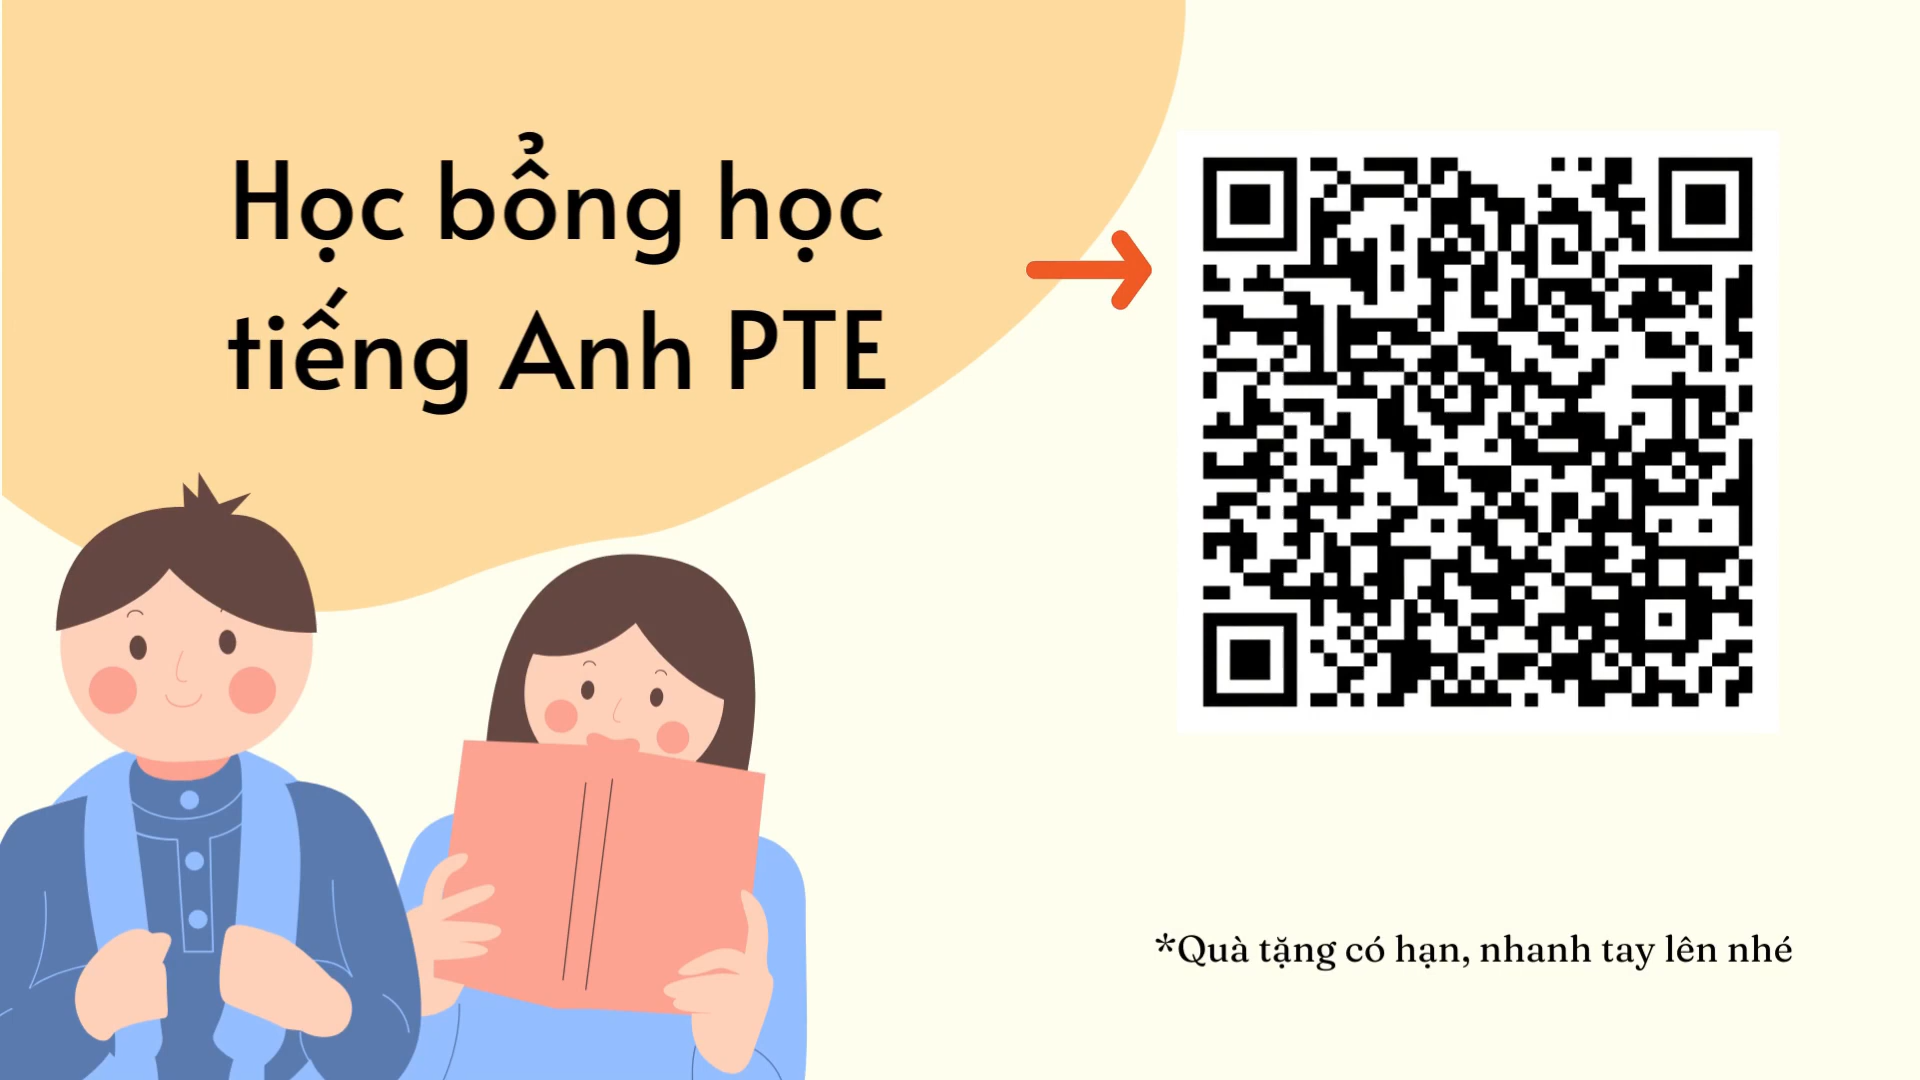 Học bổng học
tiếng Anh PTE
*Quà tặng có hạn, nhanh tay lên nhé